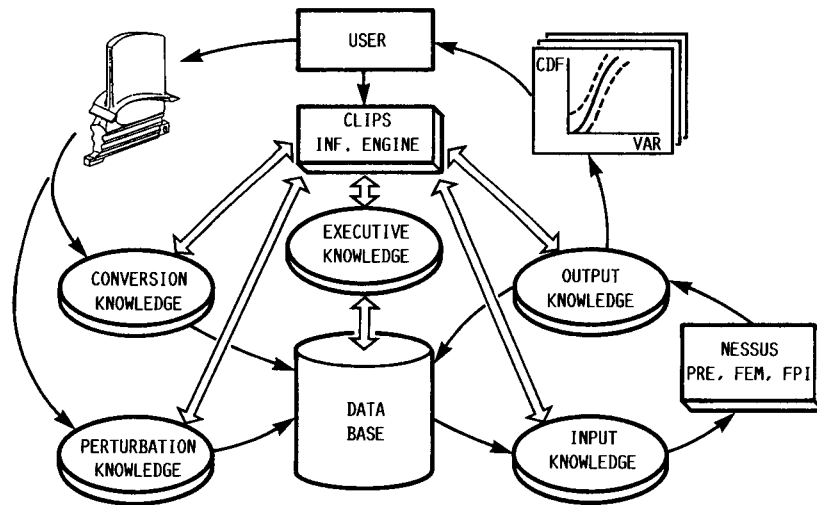 USER
CDF
VAR
CLIPS
INF. ENGINE
EXECUTIVE
KNOWLEDGE
CONVERSION
KNOWLEDGE
OUTPUT
KNOWLEDGE
NESSUS
PRE, FEM, FPI
DATA
BASE
PERTURBATION
KNOWLEDGE
INPUT
KNOWLEDGE